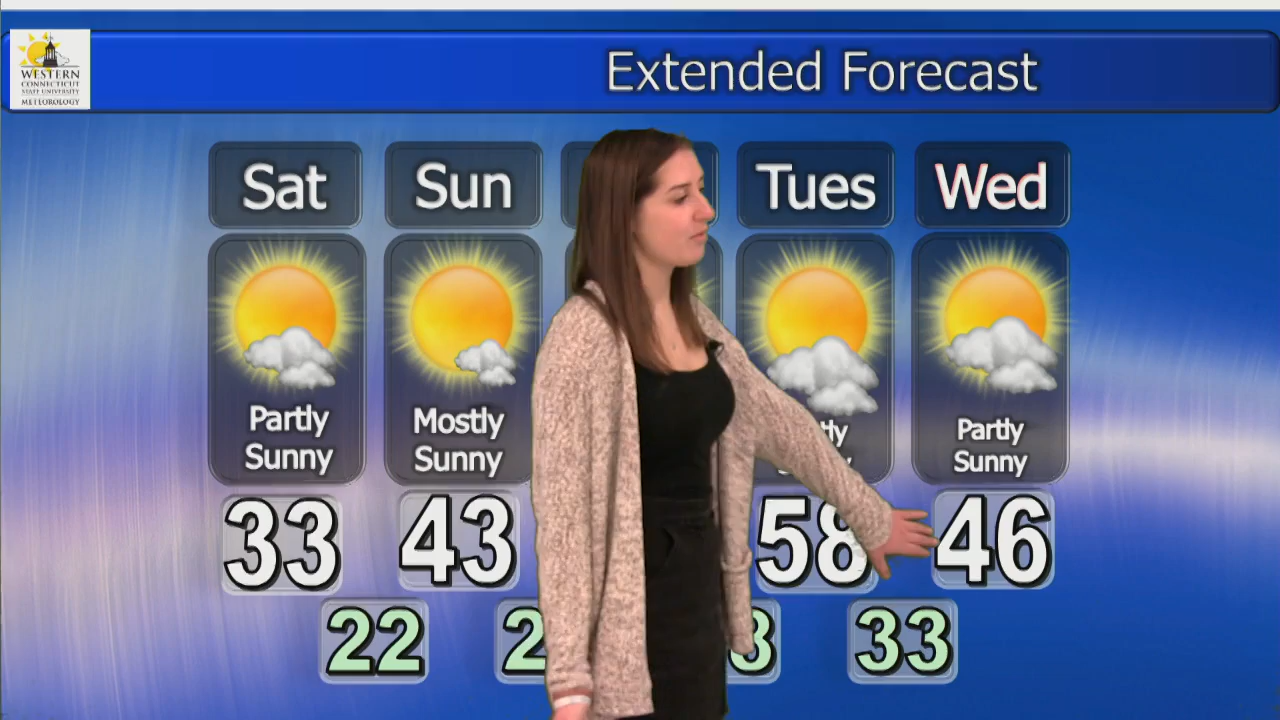 WESTERN
CONNECTICUT
STATE UNIVERSITY
METEOROLOGY
Extended Forecast
Sat
Sun
Tues
Wed
Partly
Sunny
Mostly
Sunny
Partly
Sunny
33
43
58
46
22
33